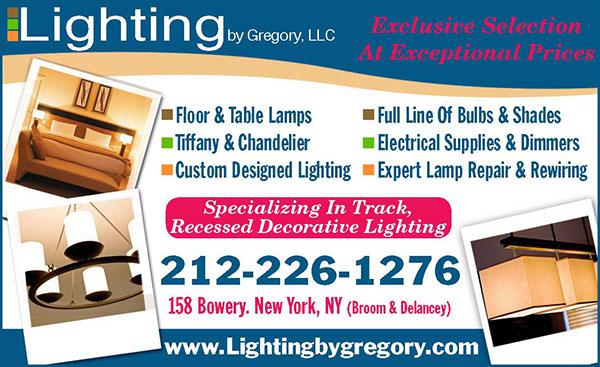 Lighting by Gregory, LLC
Exclusive Selection
At Exceptional Prices
Floor & Table Lamps
Tiffany & Chandelier
Custom Designed Lighting
Full Line Of Bulbs & Shades
Electrical Supplies & Dimmers
Expert Lamp Repair & Rewiring
Specializing In Track,
Recessed Decorative Lighting
212-226-1276
158 Bowery. New York, NY (Broom & Delancey)
www.Lightingbygregory.com